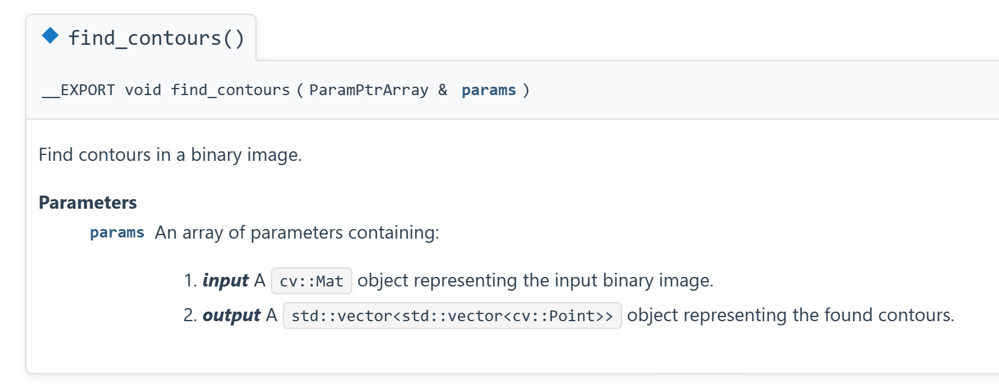 find_contours()
__EXPORT void find_contours ( ParamPtrArray & params )
Find contours in a binary image.
Parameters
params An array of parameters containing:
1. input A cv::Mat object representing the input binary image.
2. output A std::vector<std::vector<cv::Point>> object representing the found contours.